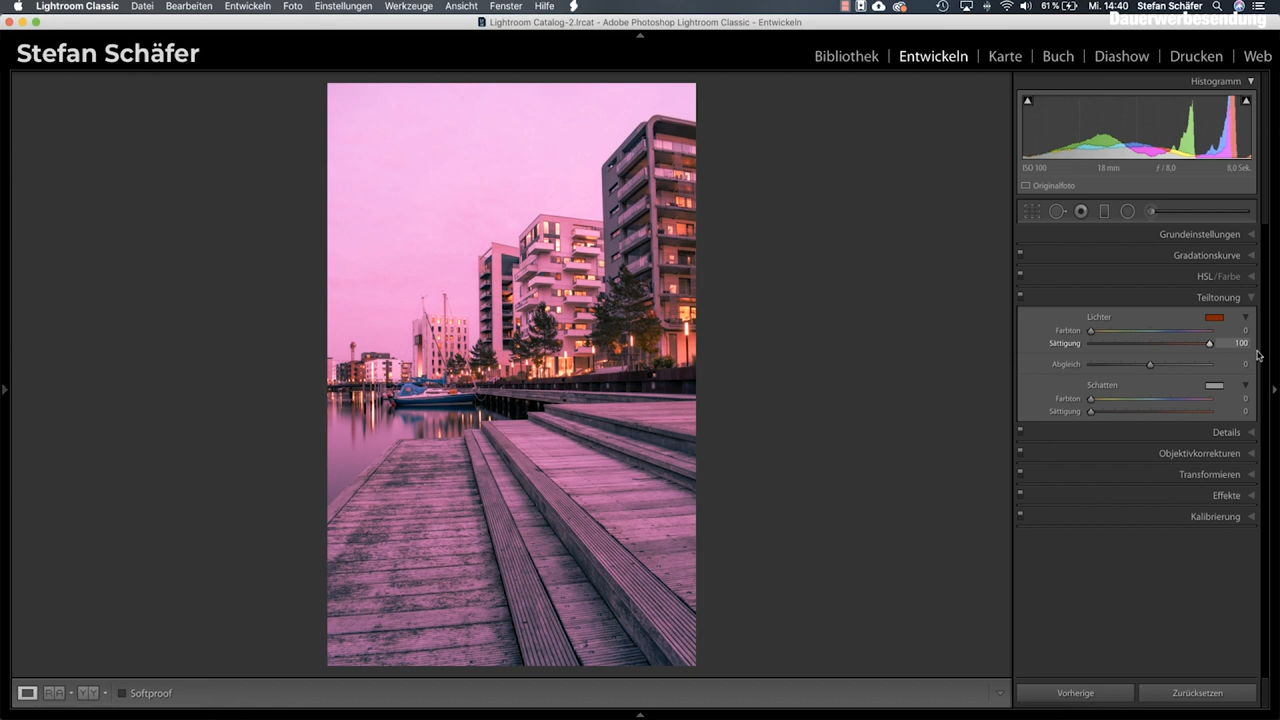 Lightroom Classic Datei Bearbeiten Entwickeln Foto Einstellungen Werkzeuge Ansicht Fenster Hilfe 61 % Mi. 14:40 Stefan Schäfer
Dauerwerbesendung
Lightroom Catalog-2.lrcat - Adobe Photoshop Lightroom Classic - Entwickeln
Stefan Schäfer
Bibliothek | Entwickeln | Karte | Buch | Diashow | Drucken | Web
Histogramm
ISO 100 18 mm ƒ / 8,0 8,0 Sek.
Originalfoto
Grundeinstellungen
Gradationskurve
HSL / Farbe
Teiltonung
Lichter
Farbton 0
Sättigung 100
Abgleich 0
Schatten
Farbton 0
Sättigung 0
Details
Objektivkorrekturen
Transformieren
Effekte
Kalibrierung
R A Y Y Softproof
Vorherige Zurücksetzen